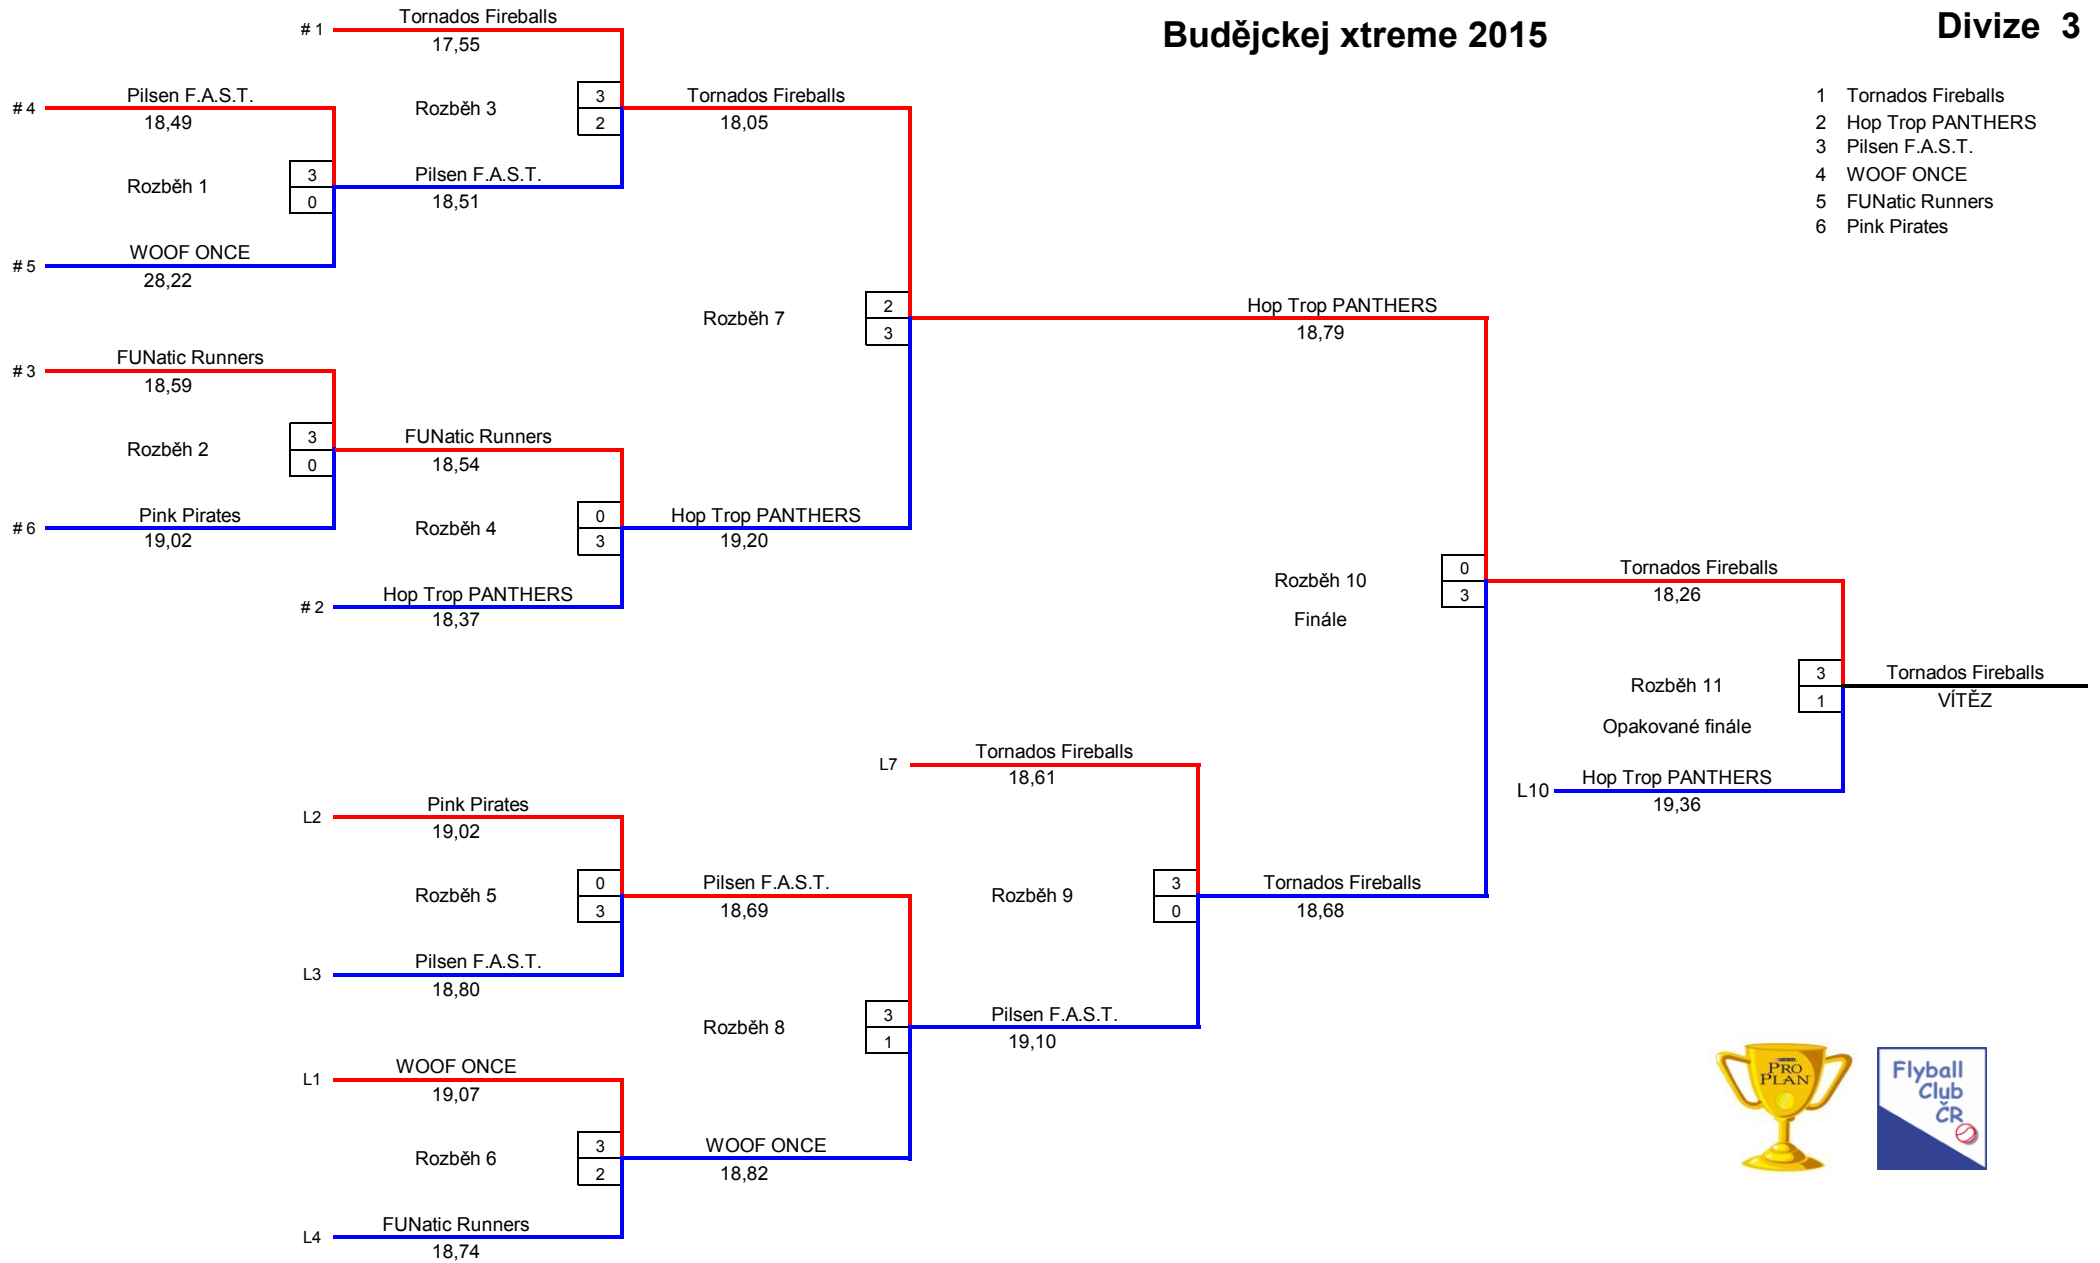 Budějckej xtreme 2015
Divize 3
1 Tornados Fireballs
2 Hop Trop PANTHERS
3 Pilsen F.A.S.T.
4 WOOF ONCE
5 FUNatic Runners
6 Pink Pirates
# 1
Tornados Fireballs
17,55
# 4
Pilsen F.A.S.T.
18,49
Rozběh 1
3
0
# 5
WOOF ONCE
28,22
Rozběh 3
3
2
Pilsen F.A.S.T.
18,51
Tornados Fireballs
18,05
# 3
FUNatic Runners
18,59
Rozběh 2
3
0
# 6
Pink Pirates
19,02
FUNatic Runners
18,54
Rozběh 4
0
3
# 2
Hop Trop PANTHERS
18,37
Hop Trop PANTHERS
19,20
Rozběh 7
2
3
Hop Trop PANTHERS
18,79
Rozběh 10
Finále
0
3
Tornados Fireballs
18,26
Rozběh 11
Opakované finále
3
1
Tornados Fireballs
VÍTĚZ
L10
Hop Trop PANTHERS
19,36
L7
Tornados Fireballs
18,61
Rozběh 9
3
0
Tornados Fireballs
18,68
L2
Pink Pirates
19,02
Rozběh 5
0
3
L3
Pilsen F.A.S.T.
18,80
Pilsen F.A.S.T.
18,69
Rozběh 8
3
1
Pilsen F.A.S.T.
19,10
L1
WOOF ONCE
19,07
Rozběh 6
3
2
L4
FUNatic Runners
18,74
WOOF ONCE
18,82
PRO
PLAN
Flyball
Club
ČR